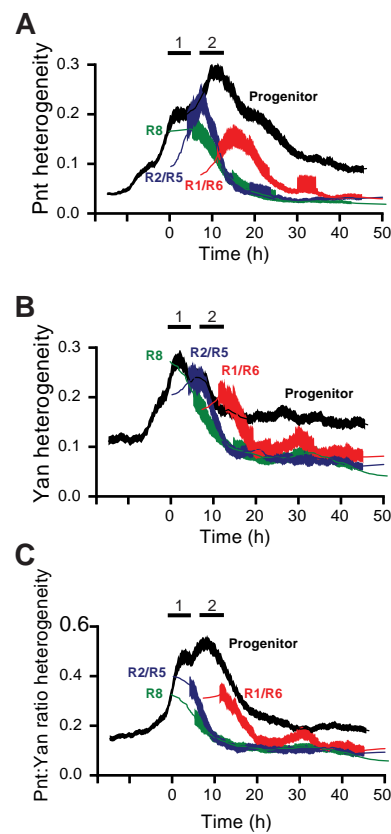 A
1 2
0.3
0.2
0.1
0.0
Pnt heterogeneity
Progenitor
R8
R2/R5
R1/R6
0 10 20 30 40 50
Time (h)
B
1 2
0.3
0.2
0.1
0.0
Yan heterogeneity
R8
R2/R5
R1/R6
Progenitor
0 10 20 30 40 50
Time (h)
C
1 2
0.6
0.4
0.2
0.0
Pnt:Yan ratio heterogeneity
Progenitor
R2/R5
R8
R1/R6
0 10 20 30 40 50
Time (h)